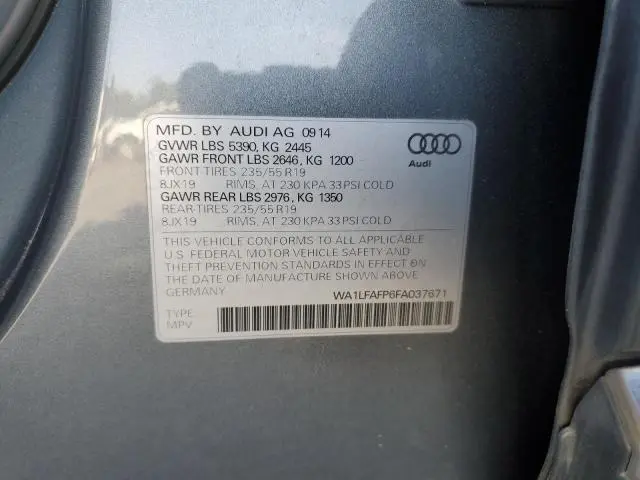 MFD. BY AUDI AG 0914
GVWR LBS 5390, KG 2445
GAWR FRONT LBS 2646, KG 1200
FRONT-TIRES 235/55 R19
8JX19 RIMS, AT 230 KPA 33 PSI COLD
GAWR REAR LBS 2976, KG 1350
REAR-TIRES 235/55 R19
8JX19 RIMS, AT 230 KPA 33 PSI COLD
Audi
THIS VEHICLE CONFORMS TO ALL APPLICABLE
U.S. FEDERAL MOTOR VEHICLE SAFETY AND
THEFT PREVENTION STANDARDS IN EFFECT ON
THE DATE OF MANUFACTURE SHOWN ABOVE.
GERMANY
WA1LFAFP6FA037671
TYPE:
MPV